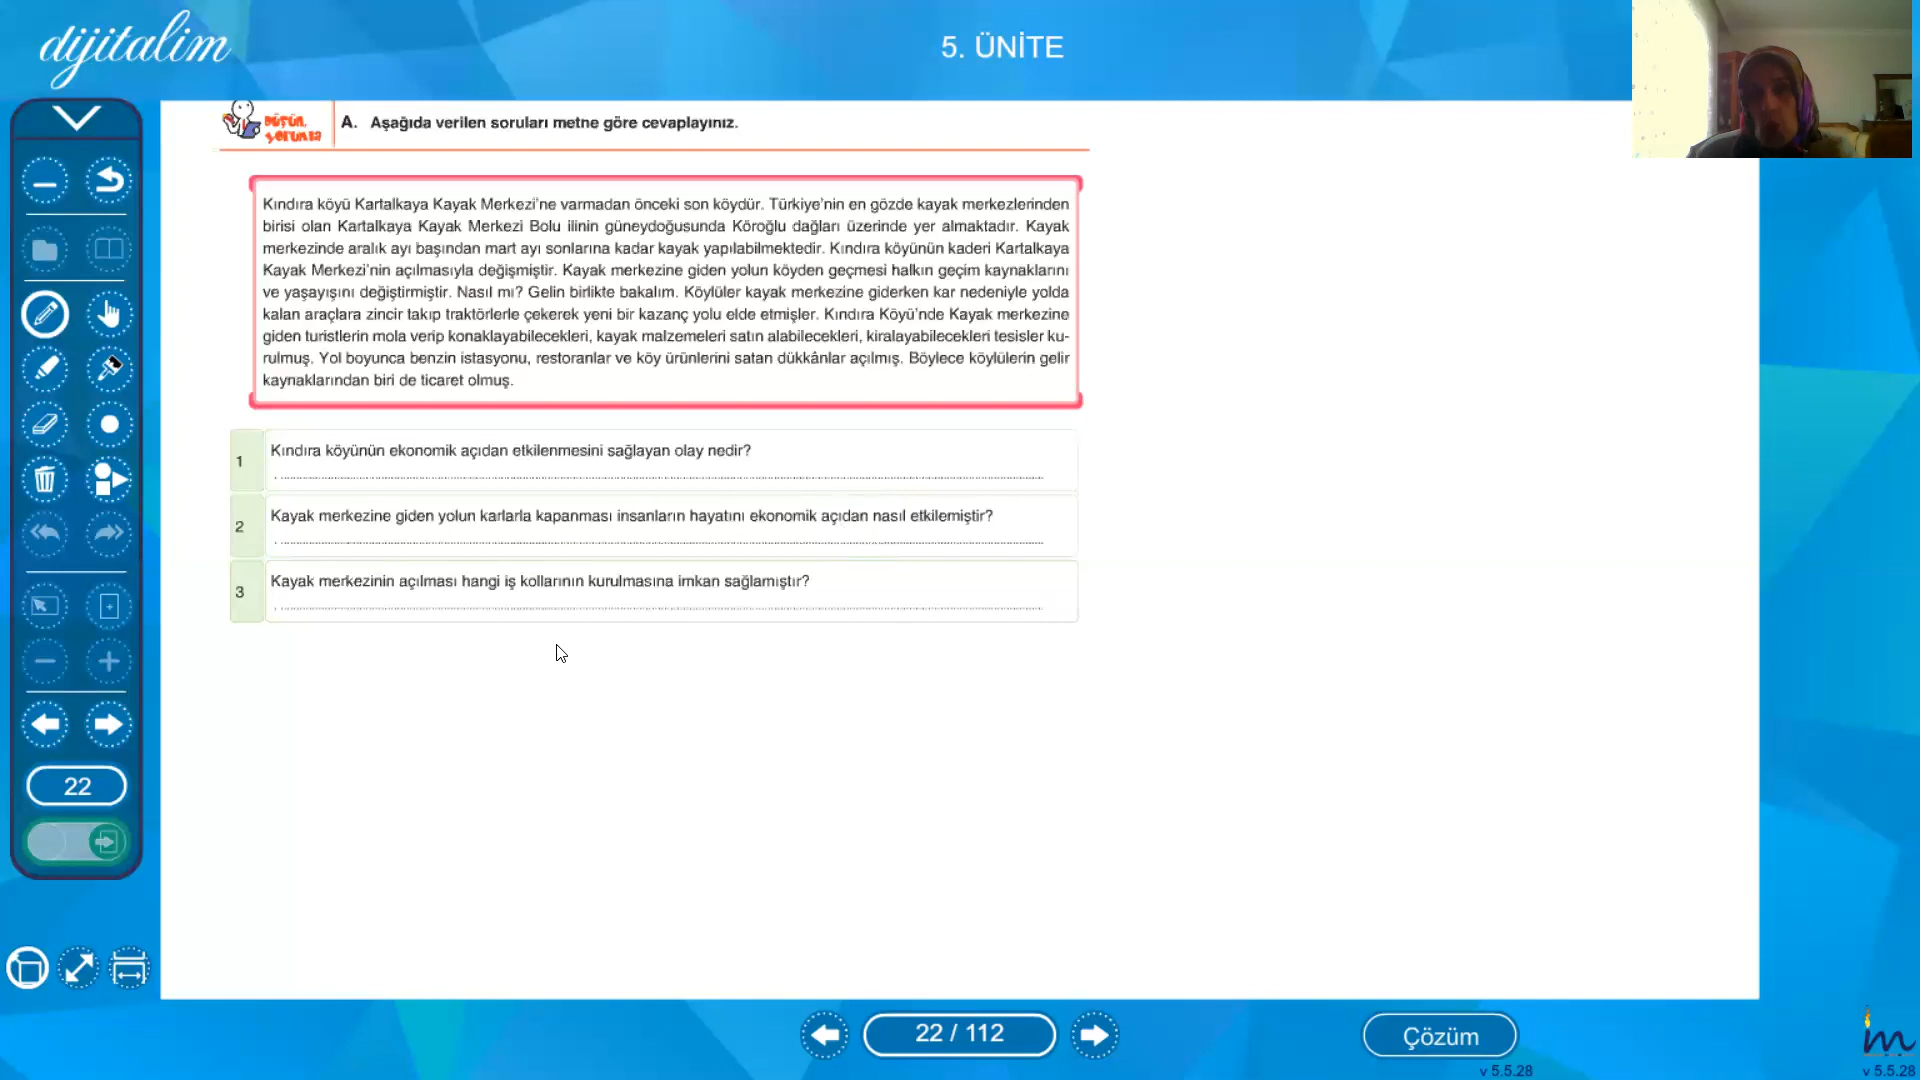 dijitalim
5. ÜNİTE
Düşün,
yorumla
A. Aşağıda verilen soruları metne göre cevaplayınız.
Kındıra köyü Kartalkaya Kayak Merkezi'ne varmadan önceki son köydür. Türkiye'nin en gözde kayak merkezlerinden
birisi olan Kartalkaya Kayak Merkezi Bolu ilinin güneydoğusunda Köroğlu dağları üzerinde yer almaktadır. Kayak
merkezinde aralık ayı başından mart ayı sonlarına kadar kayak yapılabilmektedir. Kındıra köyünün kaderi Kartalkaya
Kayak Merkezi'nin açılmasıyla değişmiştir. Kayak merkezine giden yolun köyden geçmesi halkın geçim kaynaklarını
ve yaşayışını değiştirmiştir. Nasıl mı? Gelin birlikte bakalım. Köylüler kayak merkezine giderken kar nedeniyle yolda
kalan araçlara zincir takıp traktörlerle çekerek yeni bir kazanç yolu elde etmişler. Kındıra Köyü'nde Kayak merkezine
giden turistlerin mola verip konaklayabilecekleri, kayak malzemeleri satın alabilecekleri, kiralayabilecekleri tesisler ku-
rulmuş. Yol boyunca benzin istasyonu, restoranlar ve köy ürünlerini satan dükkânlar açılmış. Böylece köylülerin gelir
kaynaklarından biri de ticaret olmuş.
1 Kındıra köyünün ekonomik açıdan etkilenmesini sağlayan olay nedir?
2 Kayak merkezine giden yolun karlarla kapanması insanların hayatını ekonomik açıdan nasıl etkilemiştir?
3 Kayak merkezinin açılması hangi iş kollarının kurulmasına imkan sağlamıştır?
22
22 / 112
Çözüm
v 5.5.28
in
v 5.5.28